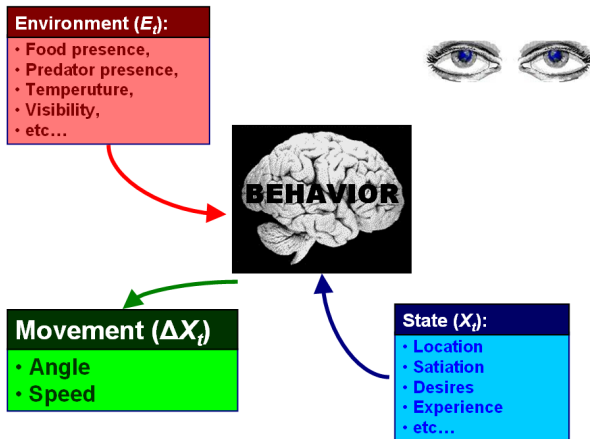 Environment (Et):
• Food presence,
• Predator presence,
• Temperuture,
• Visibility,
• etc…
BEHAVIOR
Movement (ΔXt)
• Angle
• Speed
State (Xt):
• Location
• Satiation
• Desires
• Experience
• etc…